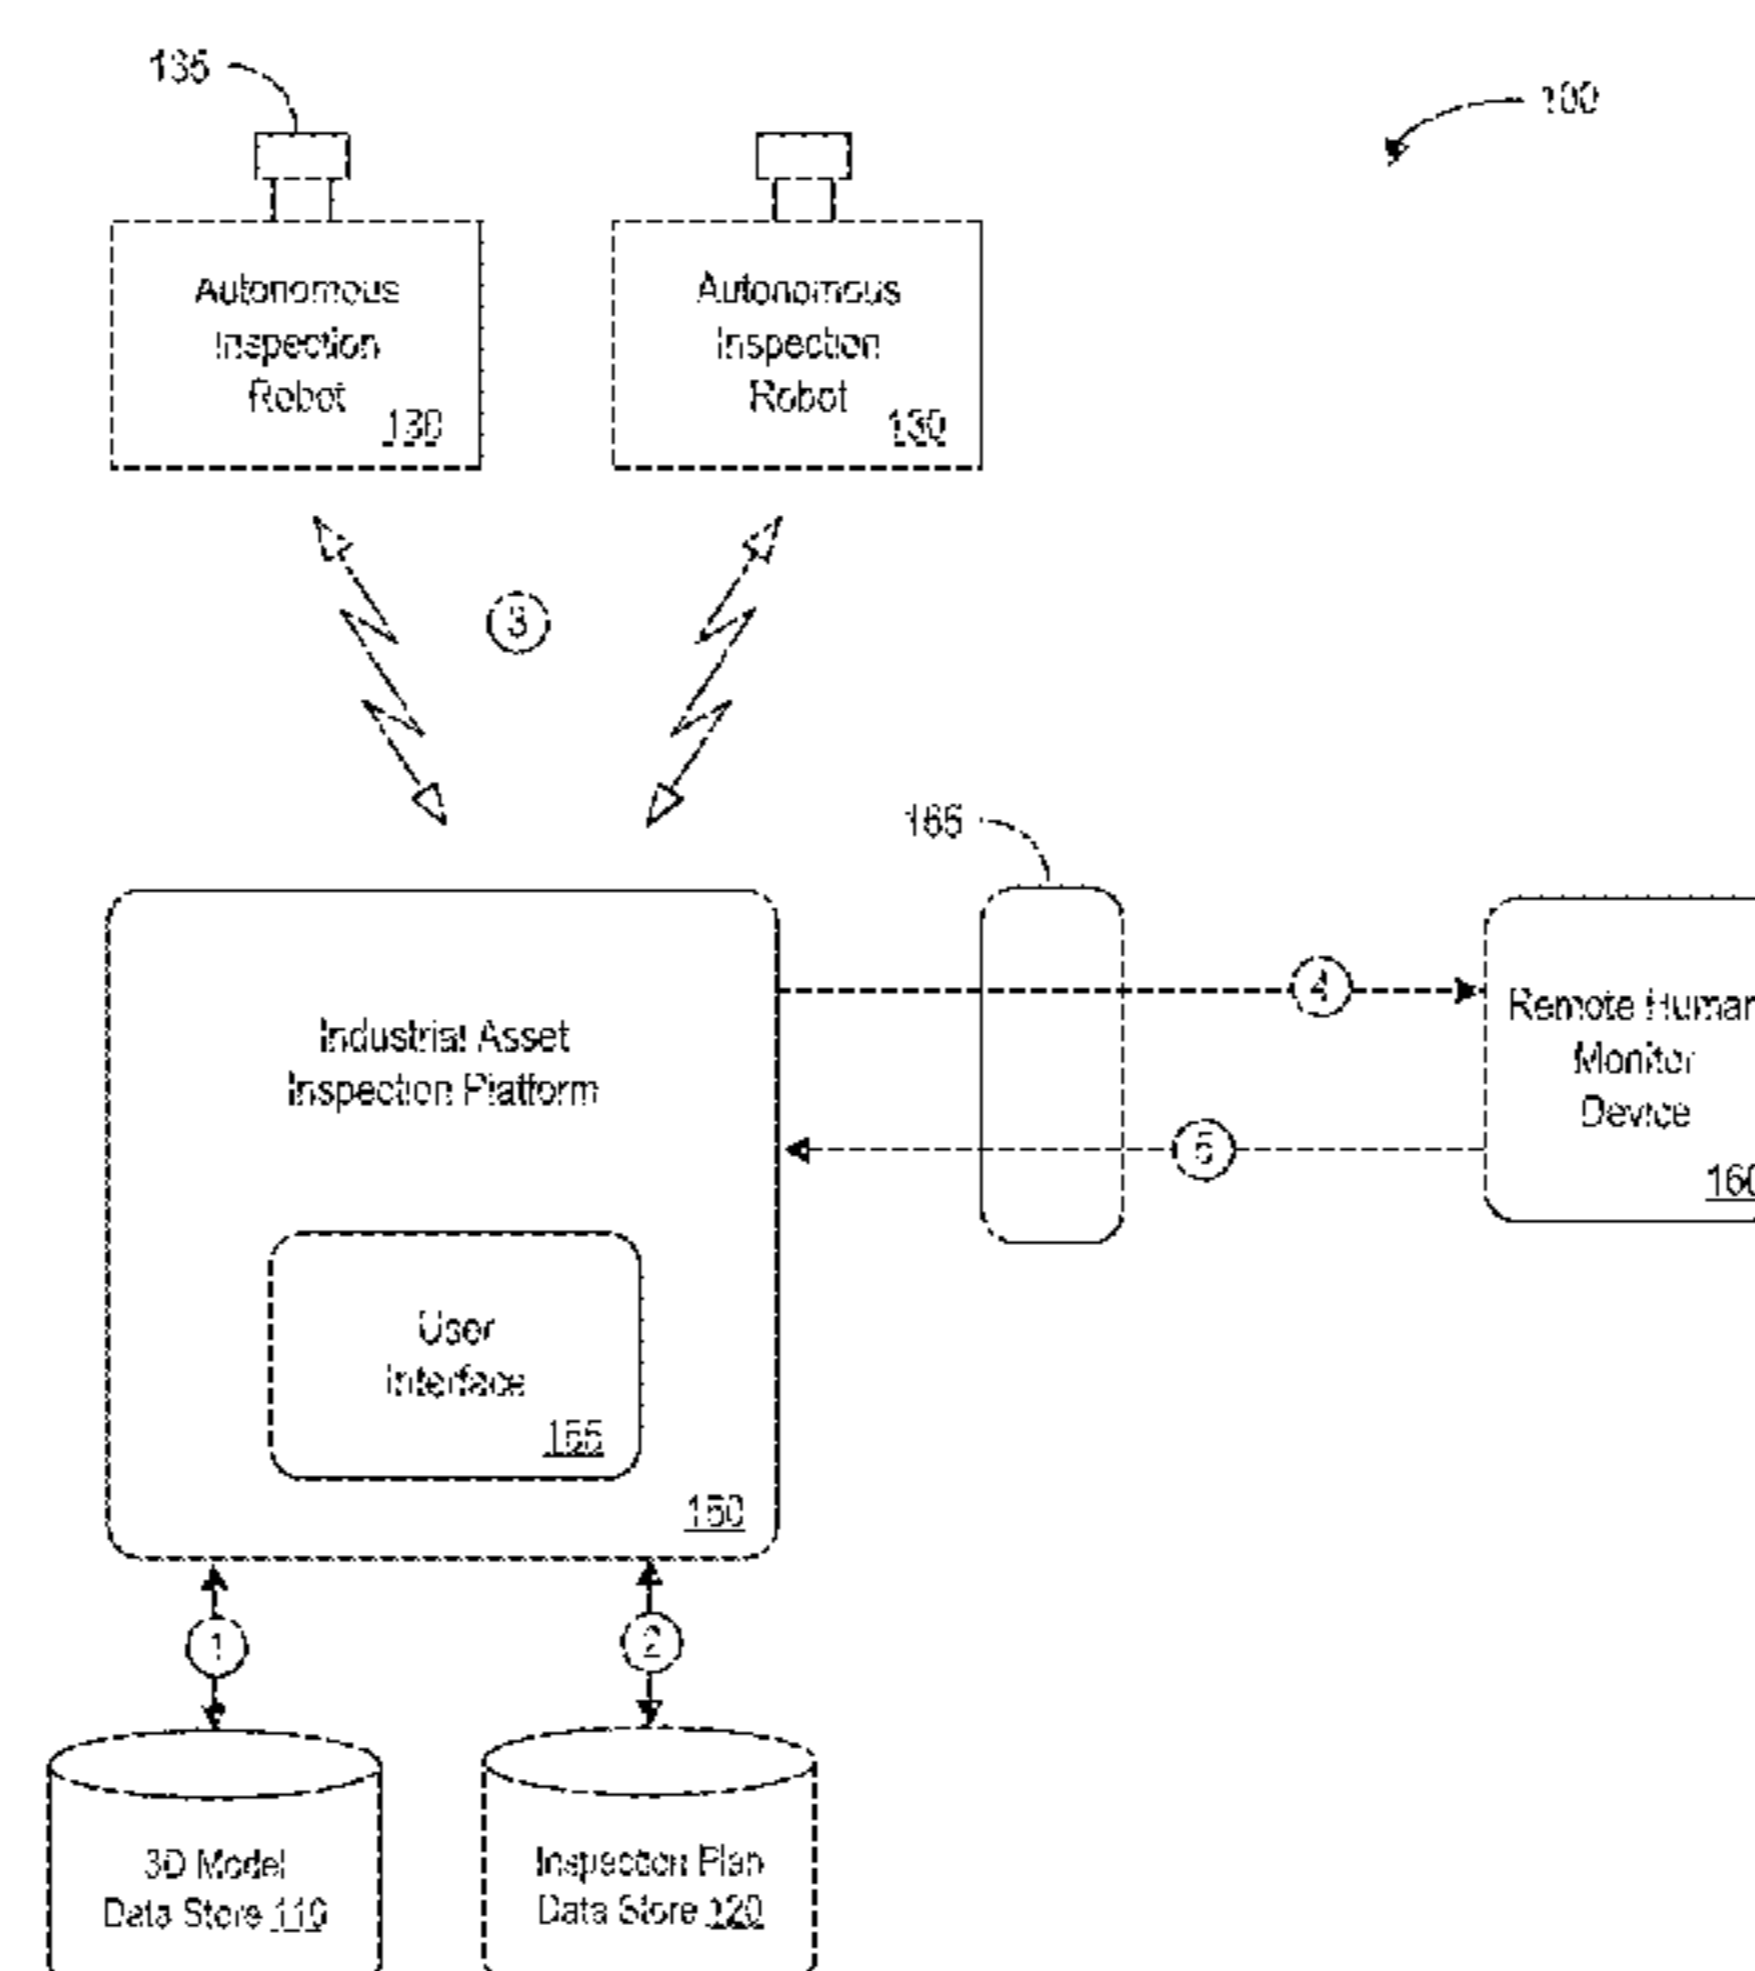 135
100
Autonomous
Inspection
Robot
130
Autonomous
Inspection
Robot
130
3
165
4
Remote Human
Monitor
Device
160
5
Industrial Asset
Inspection Platform
User
Interface
155
150
1
2
3D Model
Data Store 110
Inspection Plan
Data Store 120